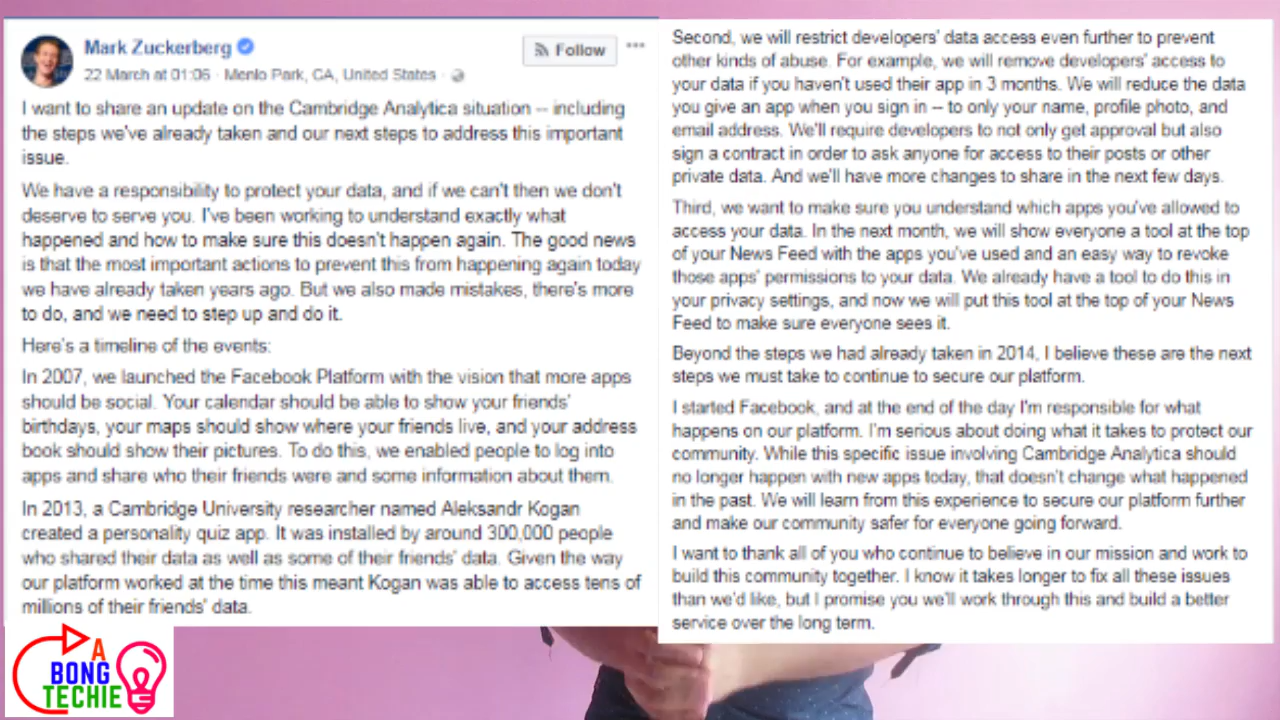 Mark Zuckerberg
Follow
22 March at 01:06 · Menlo Park, CA, United States ·
I want to share an update on the Cambridge Analytica situation -- including
the steps we've already taken and our next steps to address this important
issue.
We have a responsibility to protect your data, and if we can't then we don't
deserve to serve you. I've been working to understand exactly what
happened and how to make sure this doesn't happen again. The good news
is that the most important actions to prevent this from happening again today
we have already taken years ago. But we also made mistakes, there's more
to do, and we need to step up and do it.
Here's a timeline of the events:
In 2007, we launched the Facebook Platform with the vision that more apps
should be social. Your calendar should be able to show your friends'
birthdays, your maps should show where your friends live, and your address
book should show their pictures. To do this, we enabled people to log into
apps and share who their friends were and some information about them.
In 2013, a Cambridge University researcher named Aleksandr Kogan
created a personality quiz app. It was installed by around 300,000 people
who shared their data as well as some of their friends' data. Given the way
our platform worked at the time this meant Kogan was able to access tens of
millions of their friends' data.
Second, we will restrict developers' data access even further to prevent
other kinds of abuse. For example, we will remove developers' access to
your data if you haven't used their app in 3 months. We will reduce the data
you give an app when you sign in -- to only your name, profile photo, and
email address. We'll require developers to not only get approval but also
sign a contract in order to ask anyone for access to their posts or other
private data. And we'll have more changes to share in the next few days.
Third, we want to make sure you understand which apps you've allowed to
access your data. In the next month, we will show everyone a tool at the top
of your News Feed with the apps you've used and an easy way to revoke
those apps' permissions to your data. We already have a tool to do this in
your privacy settings, and now we will put this tool at the top of your News
Feed to make sure everyone sees it.
Beyond the steps we had already taken in 2014, I believe these are the next
steps we must take to continue to secure our platform.
I started Facebook, and at the end of the day I'm responsible for what
happens on our platform. I'm serious about doing what it takes to protect our
community. While this specific issue involving Cambridge Analytica should
no longer happen with new apps today, that doesn't change what happened
in the past. We will learn from this experience to secure our platform further
and make our community safer for everyone going forward.
I want to thank all of you who continue to believe in our mission and work to
build this community together. I know it takes longer to fix all these issues
than we'd like, but I promise you we'll work through this and build a better
service over the long term.
A
BONG
TECHIE